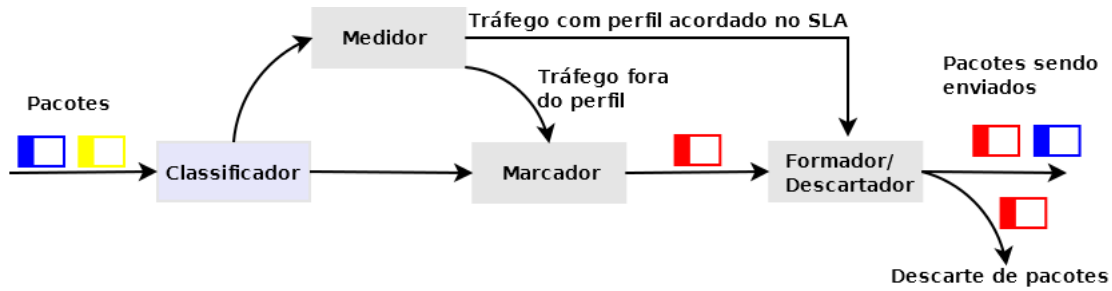 Medidor
Tráfego com perfil acordado no SLA
Tráfego fora
do perfil
Pacotes sendo
enviados
Pacotes
Classificador
Marcador
Formador/
Descartador
Descarte de pacotes